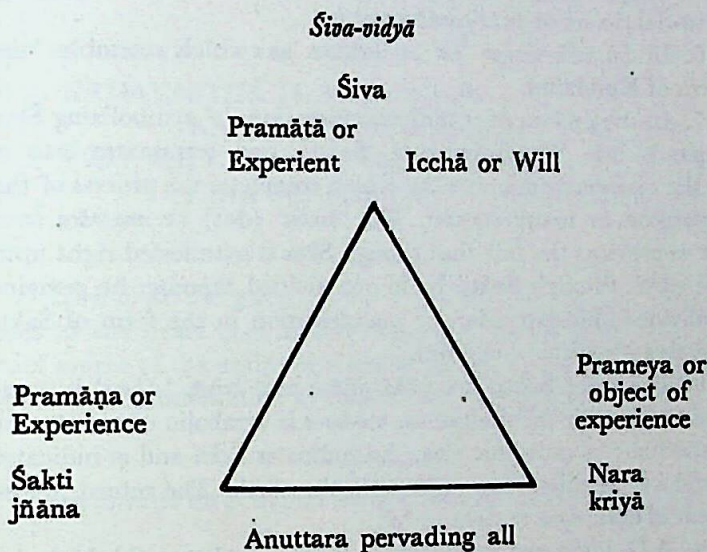 Śiva-vidyā
Śiva
Pramātā or
Experient
Icchā or Will
Pramāṇa or
Experience
Śakti
jñāna
Prameya or
object of
experience
Nara
kriyā
Anuttara pervading all